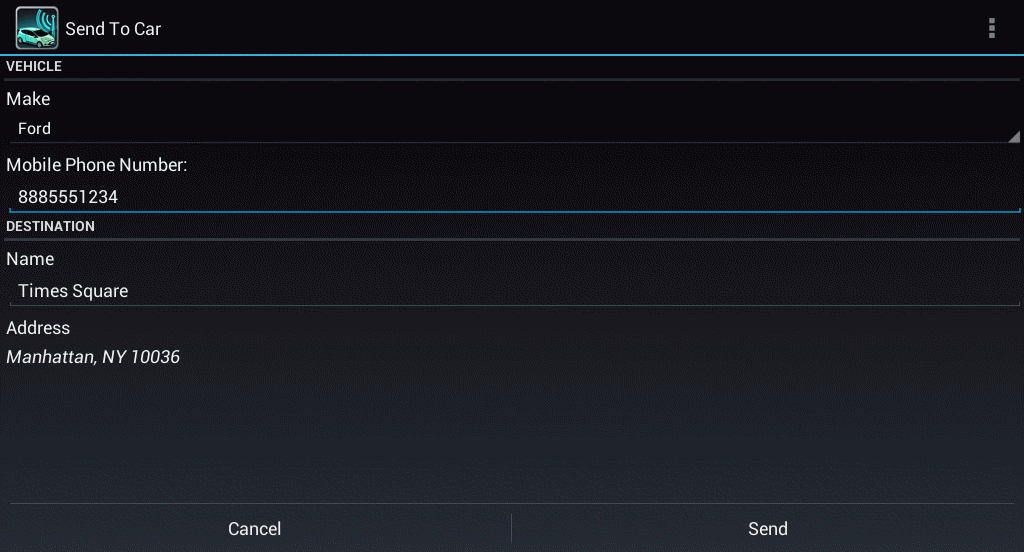 Send To Car
VEHICLE
Make
Ford
Mobile Phone Number:
8885551234
DESTINATION
Name
Times Square
Address
Manhattan, NY 10036
Cancel Send